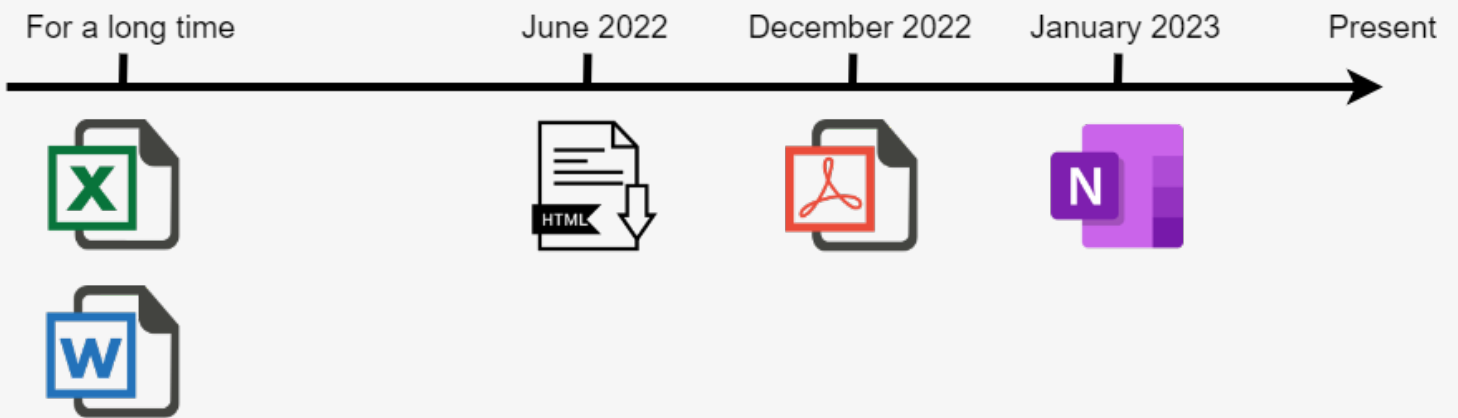 For a long time
June 2022
December 2022
January 2023
Present
X
HTML
N
W